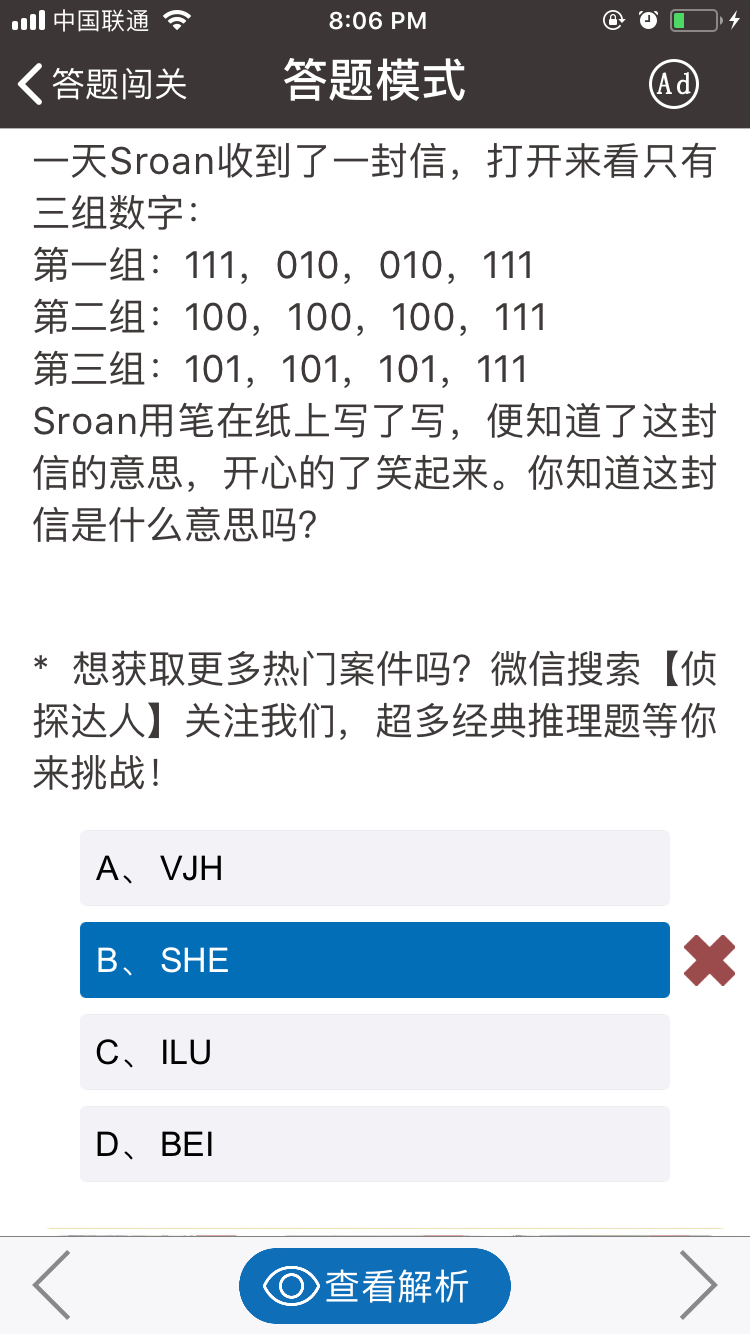 中国联通 8:06 PM
答题闯关 答题模式 Ad
一天Sroan收到了一封信，打开来看只有
三组数字：
第一组：111，010，010，111
第二组：100，100，100，111
第三组：101，101，101，111
Sroan用笔在纸上写了写，便知道了这封
信的意思，开心的了笑起来。你知道这封
信是什么意思吗？
* 想获取更多热门案件吗？微信搜索【侦
探达人】关注我们，超多经典推理题等你
来挑战！
A、VJH
B、SHE
C、ILU
D、BEI
查看解析